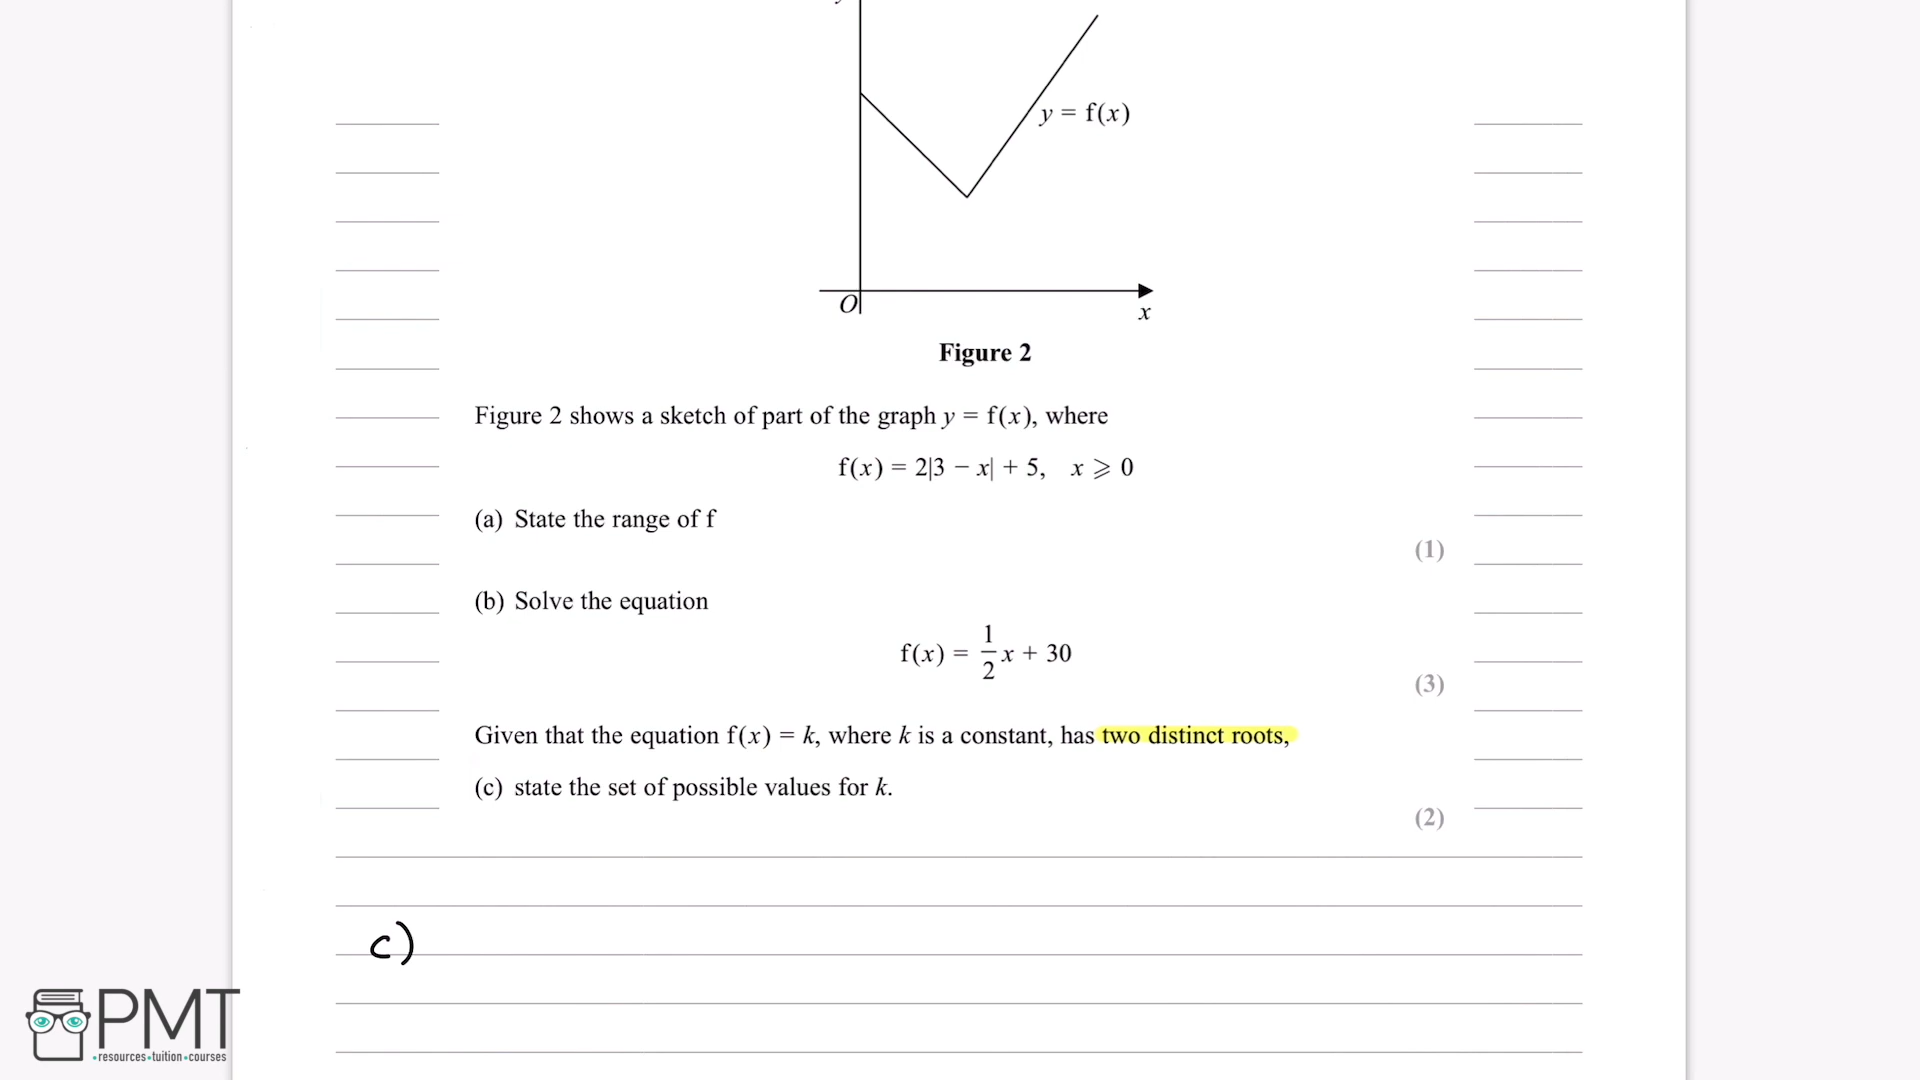 y = f(x)
O
x
Figure 2
Figure 2 shows a sketch of part of the graph y = f(x), where
f(x) = 2|3 − x| + 5, x ⩾ 0
(a) State the range of f
(1)
(b) Solve the equation
f(x) = 1/2 x + 30
(3)
Given that the equation f(x) = k, where k is a constant, has two distinct roots,
(c) state the set of possible values for k.
(2)
c)
PMT
•resources•tuition•courses